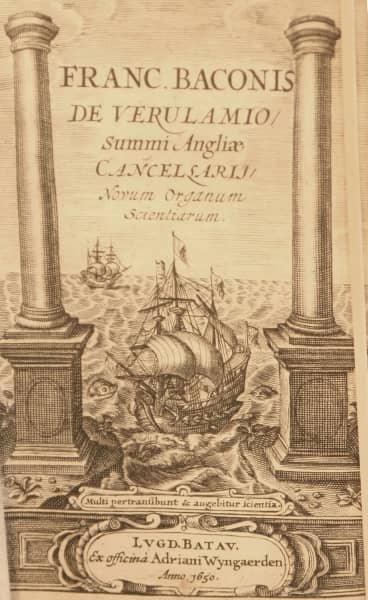 FRANC. BACONIS
DE VERULAMIO/
Summi Angliæ
CANCELLARIJ/
Novum Organum
Scientiarum.
Multi pertransibunt & augebitur scientia
LVGD. BATAV.
Ex officinâ Adriani Wyngaerden.
Anno. 1650.